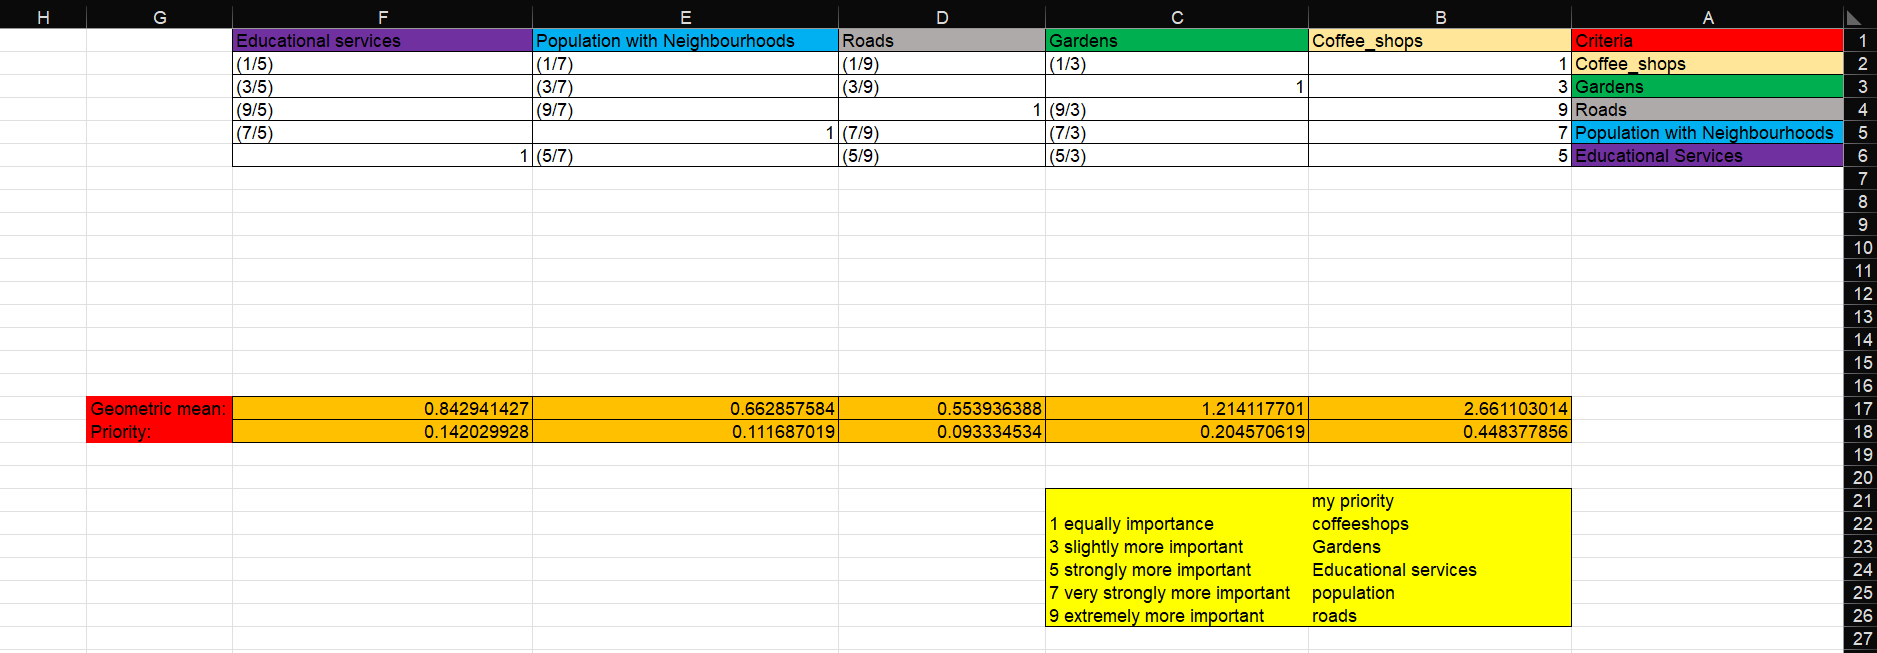 H G F E D C B A
Educational services Population with Neighbourhoods Roads Gardens Coffee_shops Criteria 1
(1/5) (1/7) (1/9) (1/3) 1 Coffee_shops 2
(3/5) (3/7) (3/9) 1 3 Gardens 3
(9/5) (9/7) 1 (9/3) 9 Roads 4
(7/5) 1 (7/9) (7/3) 7 Population with Neighbourhoods 5
1 (5/7) (5/9) (5/3) 5 Educational Services 6
7
8
9
10
11
12
13
14
15
16
Geometric mean: 0.842941427 0.662857584 0.553936388 1.214117701 2.661103014 17
Priority: 0.142029928 0.111687019 0.093334534 0.204570619 0.448377856 18
19
20
my priority 21
1 equally importance coffeeshops 22
3 slightly more important Gardens 23
5 strongly more important Educational services 24
7 very strongly more important population 25
9 extremely more important roads 26
27